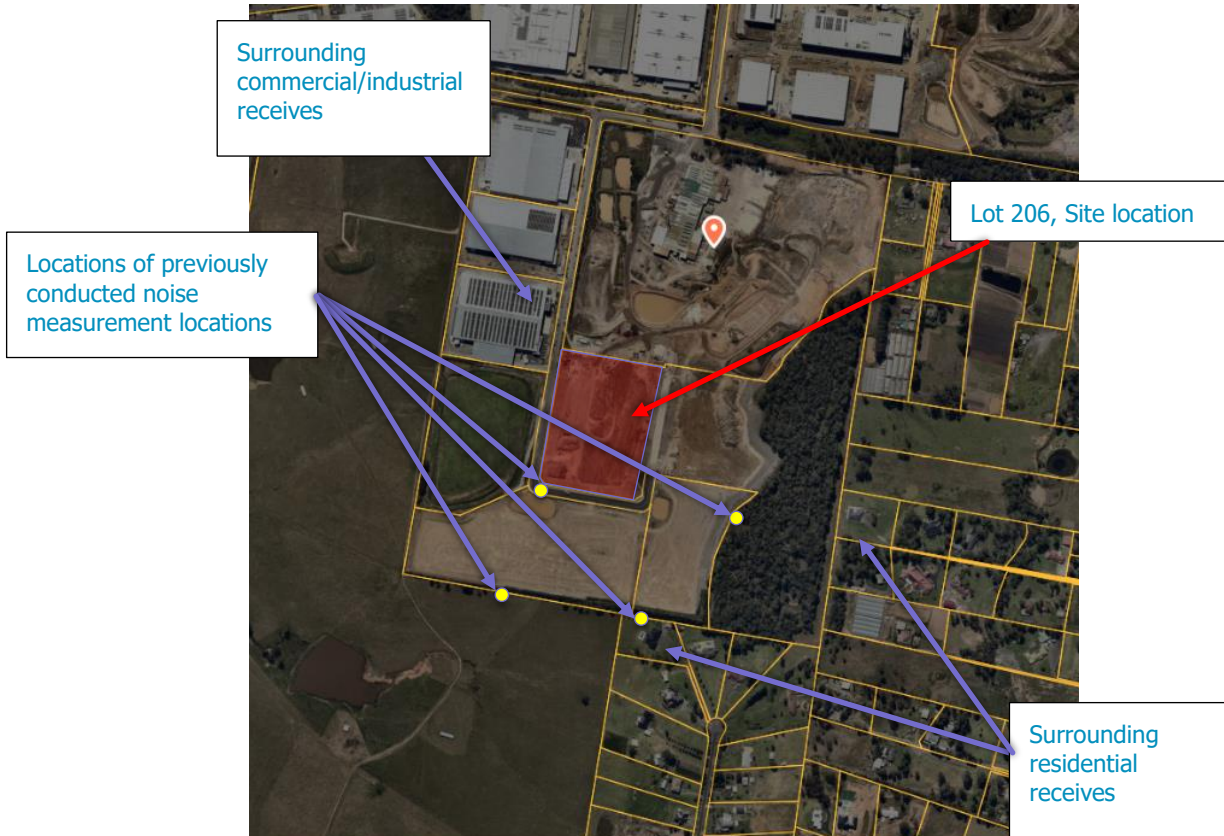 Surrounding
commercial/industrial
receives
Lot 206, Site location
Locations of previously
conducted noise
measurement locations
Surrounding
residential
receives